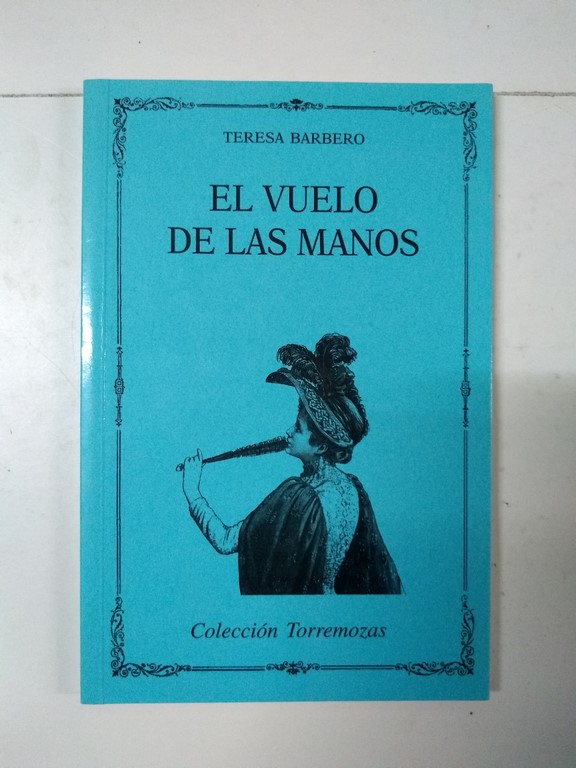 TERESA BARBERO
EL VUELO
DE LAS MANOS
Colección Torremozas